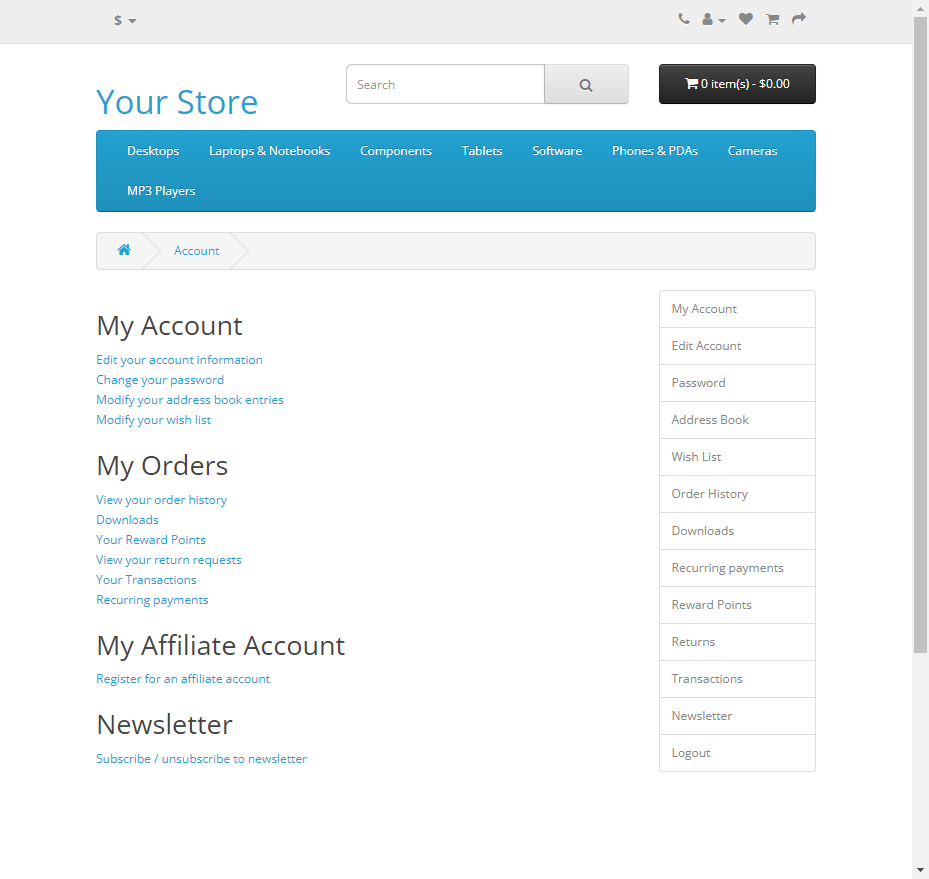 $
Your Store
Search
0 item(s) - $0.00
Desktops
Laptops & Notebooks
Components
Tablets
Software
Phones & PDAs
Cameras
MP3 Players
Account
My Account
Edit your account information
Change your password
Modify your address book entries
Modify your wish list
My Orders
View your order history
Downloads
Your Reward Points
View your return requests
Your Transactions
Recurring payments
My Affiliate Account
Register for an affiliate account
Newsletter
Subscribe / unsubscribe to newsletter
My Account
Edit Account
Password
Address Book
Wish List
Order History
Downloads
Recurring payments
Reward Points
Returns
Transactions
Newsletter
Logout